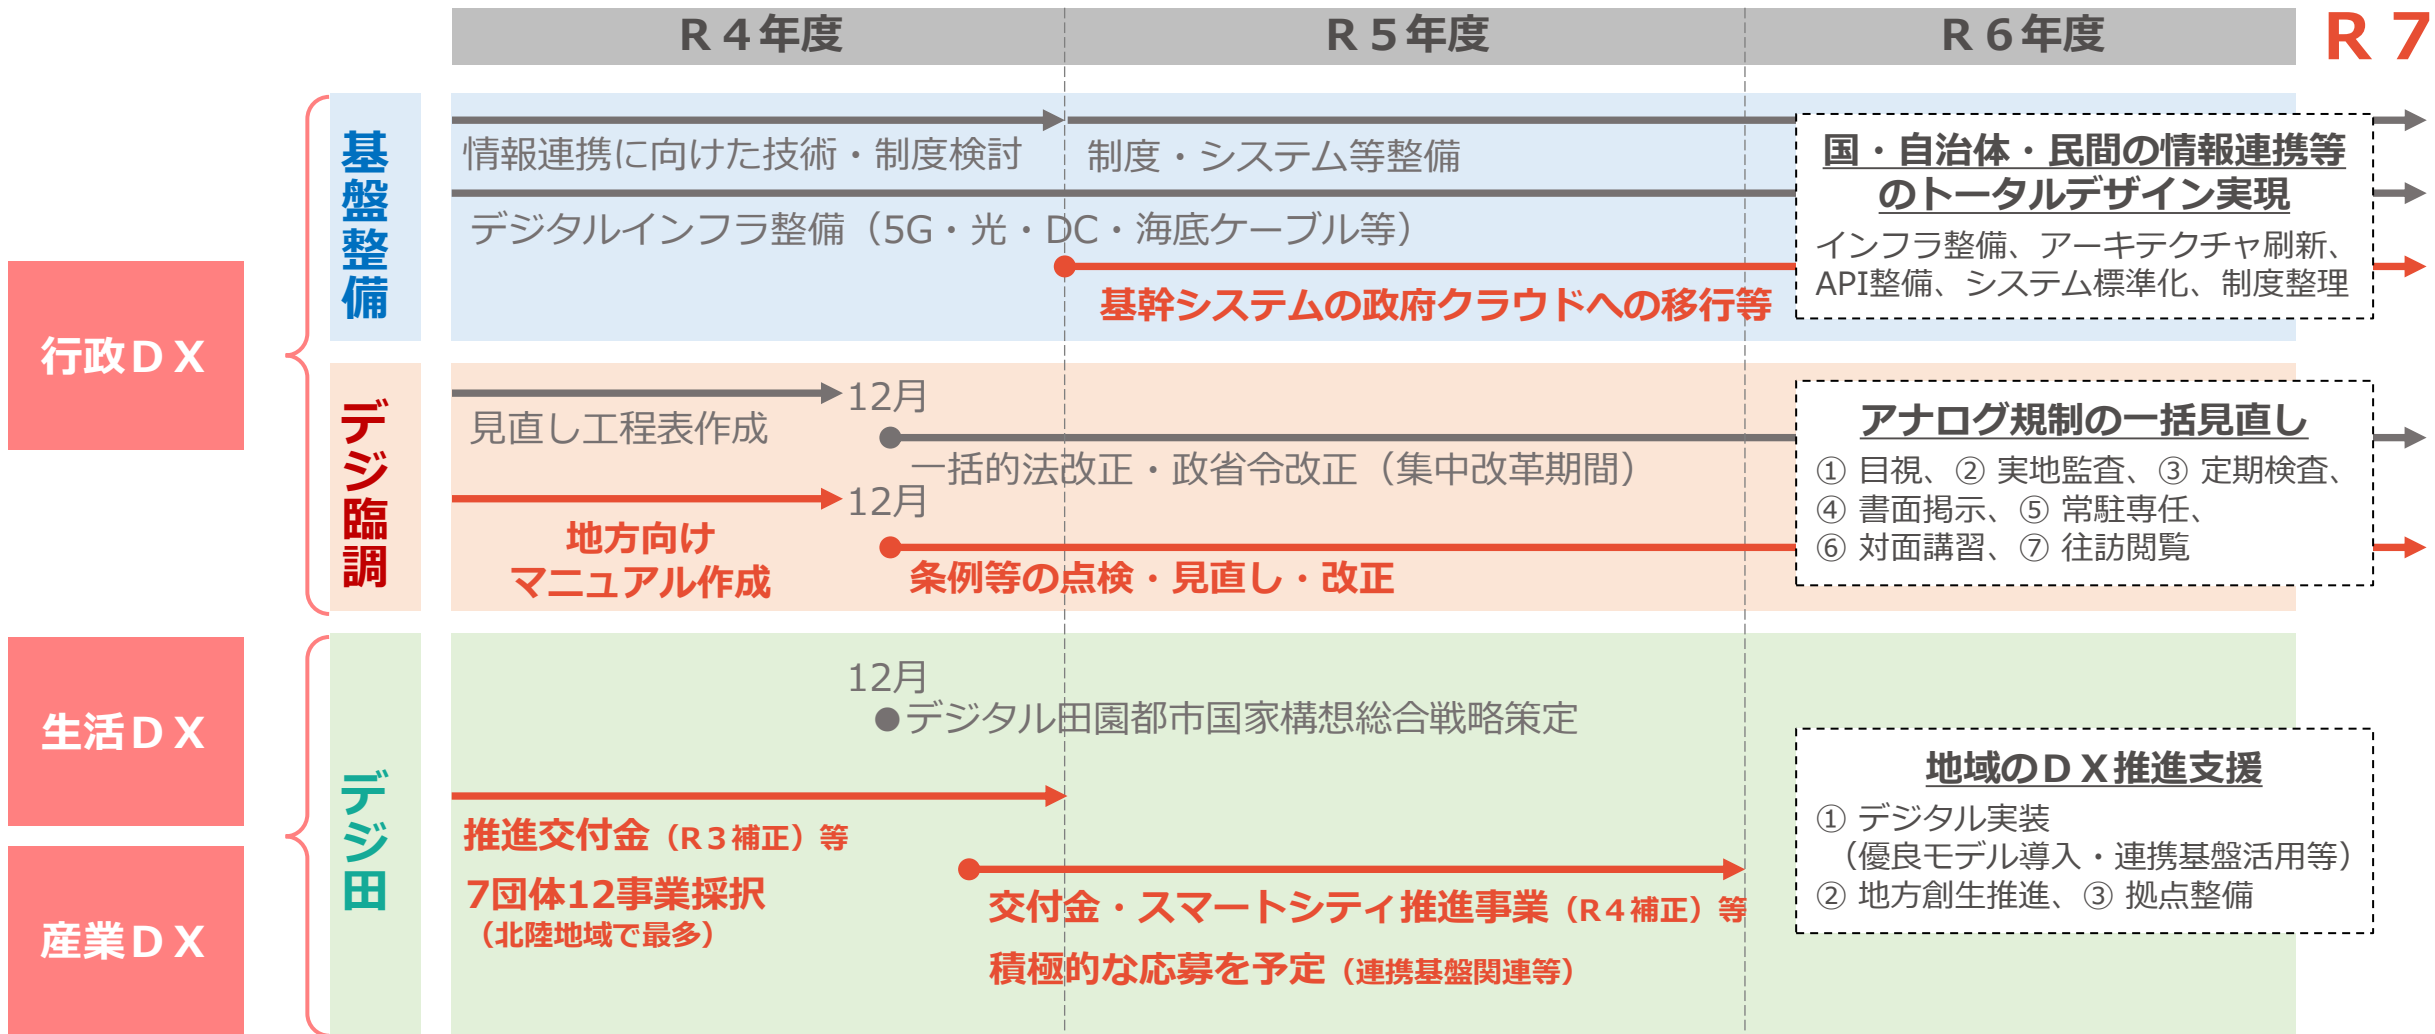 R４年度
R５年度
R６年度
R７
行政DX
基盤整備
情報連携に向けた技術・制度検討
制度・システム等整備
デジタルインフラ整備（5G・光・DC・海底ケーブル等）
基幹システムの政府クラウドへの移行等
国・自治体・民間の情報連携等
のトータルデザイン実現
インフラ整備、アーキテクチャ刷新、
API整備、システム標準化、制度整理
デジ臨調
見直し工程表作成
12月
一括的法改正・政省令改正（集中改革期間）
12月
地方向け
マニュアル作成
条例等の点検・見直し・改正
アナログ規制の一括見直し
① 目視、② 実地監査、③ 定期検査、
④ 書面掲示、⑤ 常駐専任、
⑥ 対面講習、⑦ 往訪閲覧
生活DX
産業DX
デジ田
12月
●デジタル田園都市国家構想総合戦略策定
推進交付金（R３補正）等
7団体12事業採択
（北陸地域で最多）
交付金・スマートシティ推進事業（R４補正）等
積極的な応募を予定（連携基盤関連等）
地域のDX推進支援
① デジタル実装
（優良モデル導入・連携基盤活用等）
② 地方創生推進、③ 拠点整備